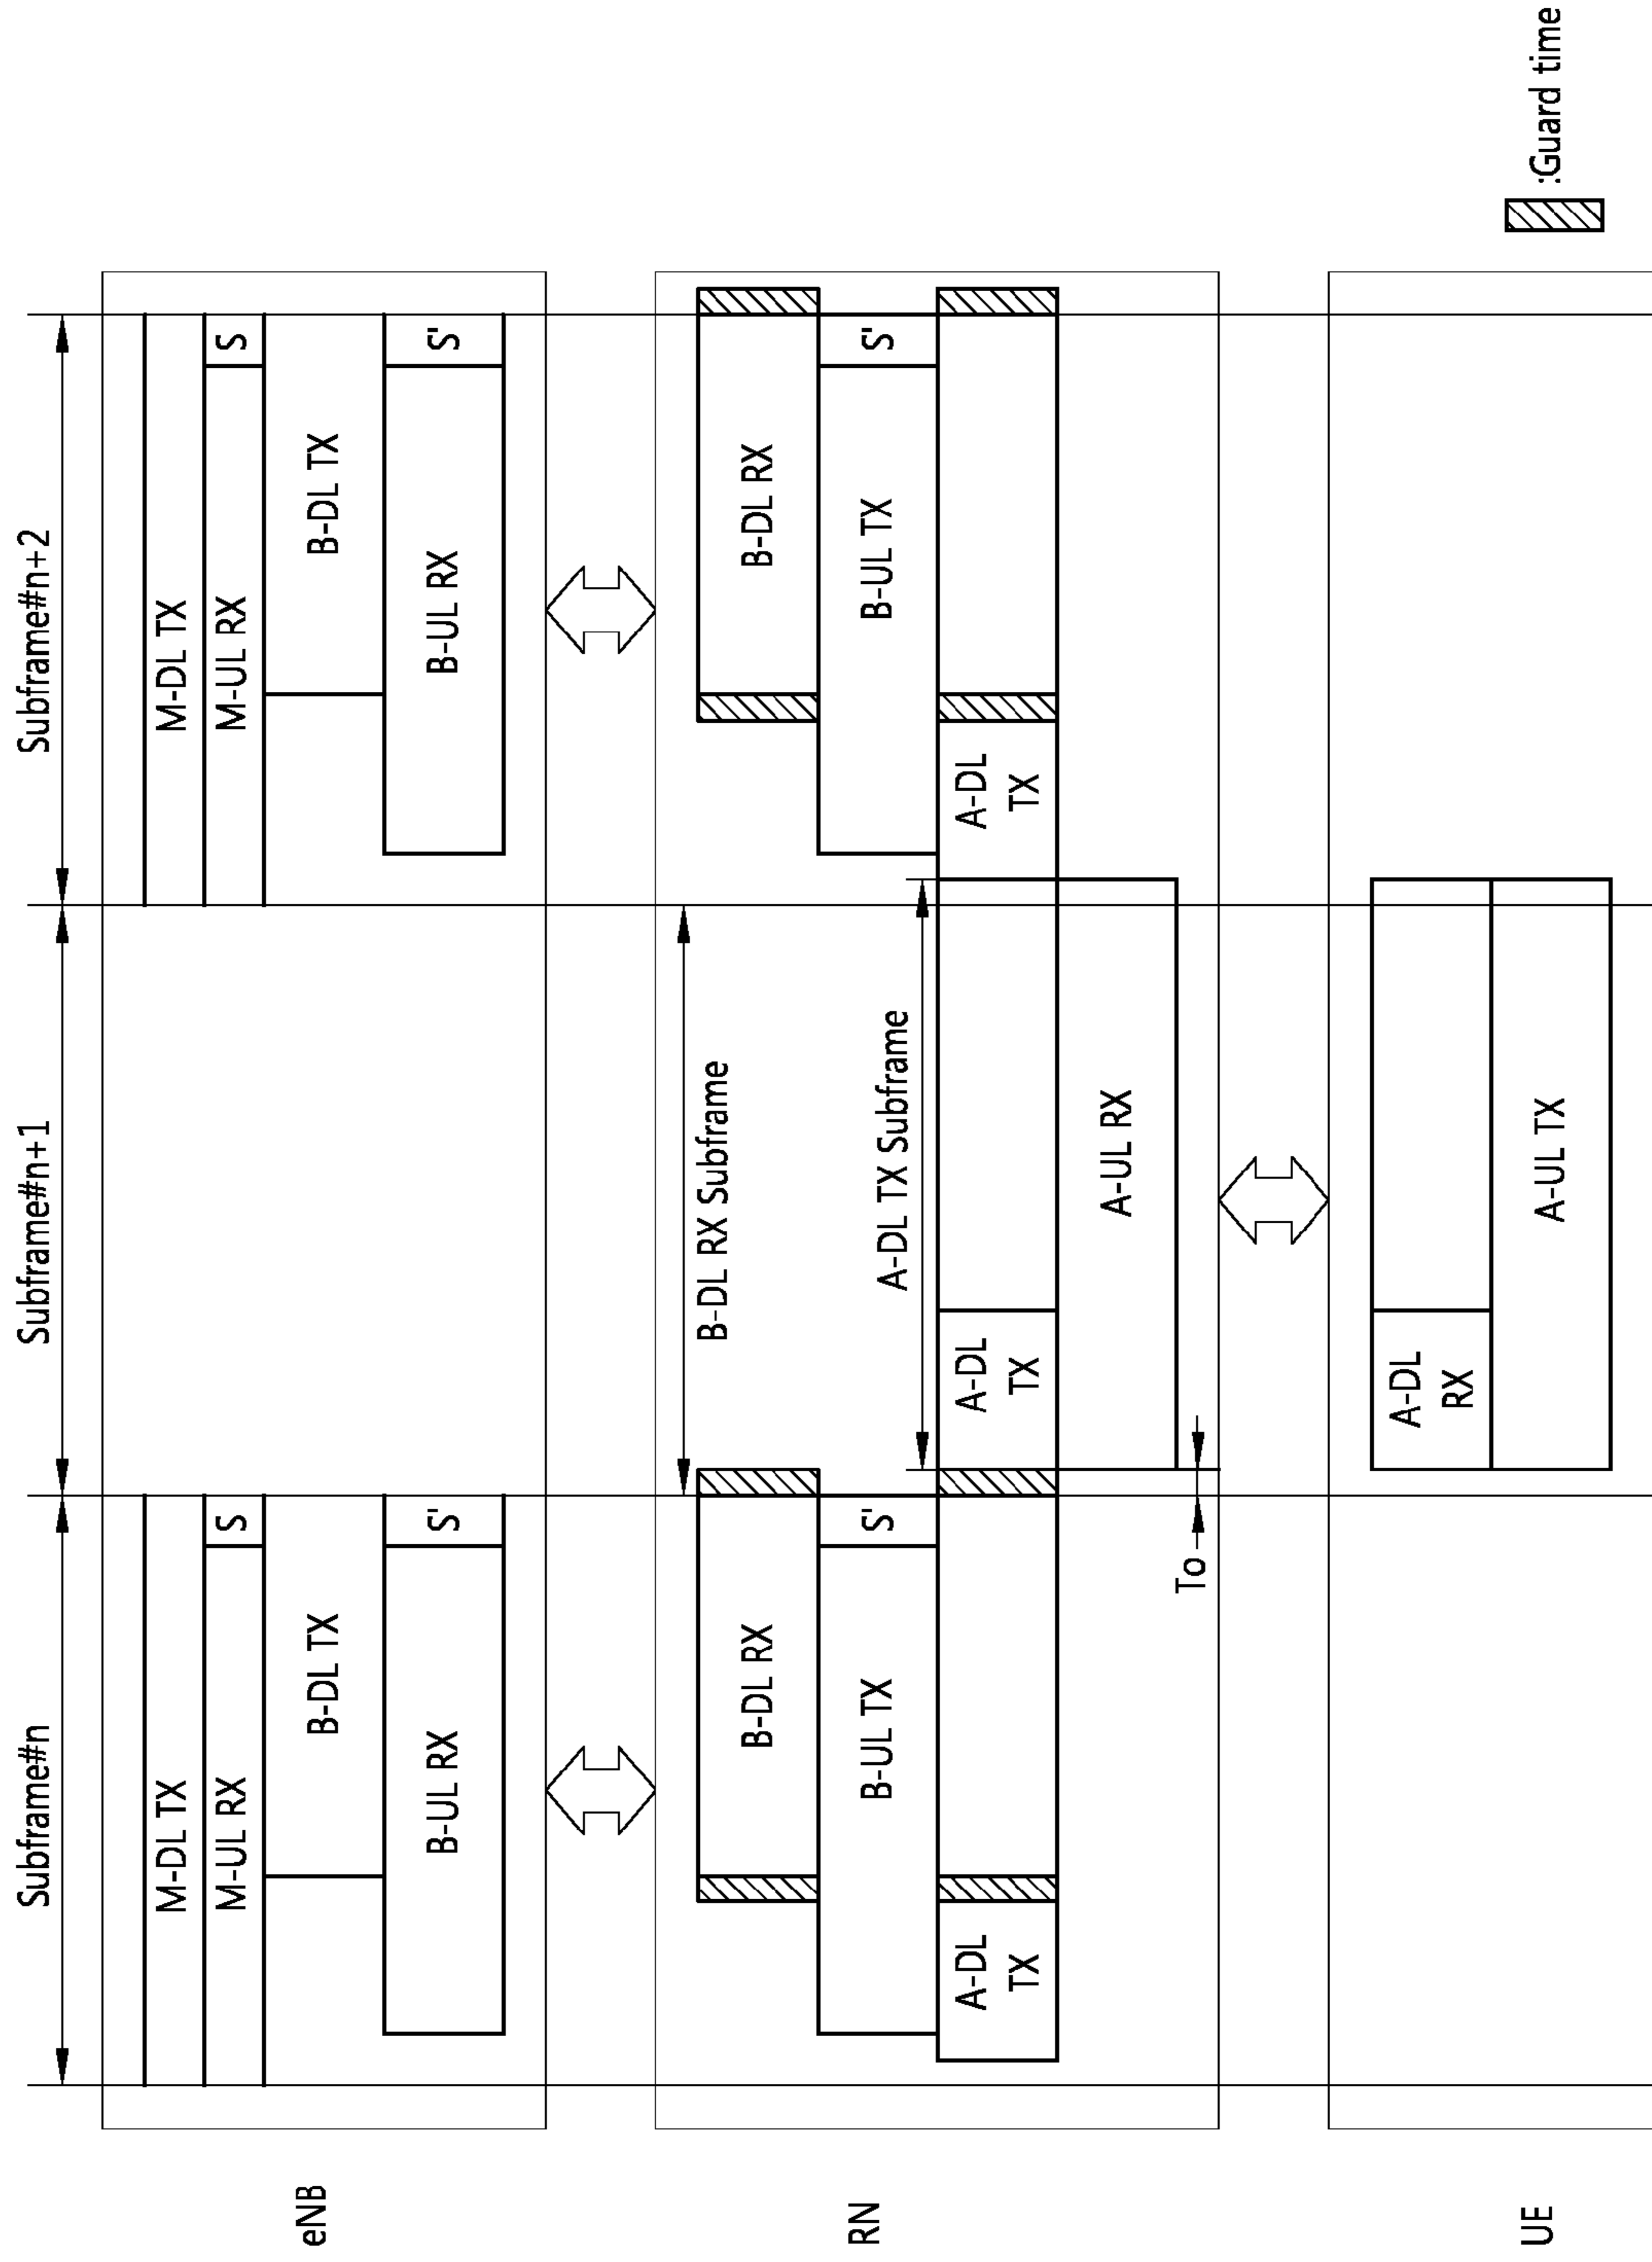 Subframe#n
Subframe#n+1
Subframe#n+2
eNB
M-DL TX
M-DL TX
M-UL RX
S
M-UL RX
S
B-DL TX
B-DL TX
B-UL RX
S'
B-UL RX
S'
RN
B-DL RX
B-DL RX Subframe
B-DL RX
B-UL TX
S'
A-DL TX Subframe
B-UL TX
S'
A-DL
TX
A-DL
TX
A-DL
TX
A-UL RX
To
UE
A-DL
RX
A-UL TX
:Guard time